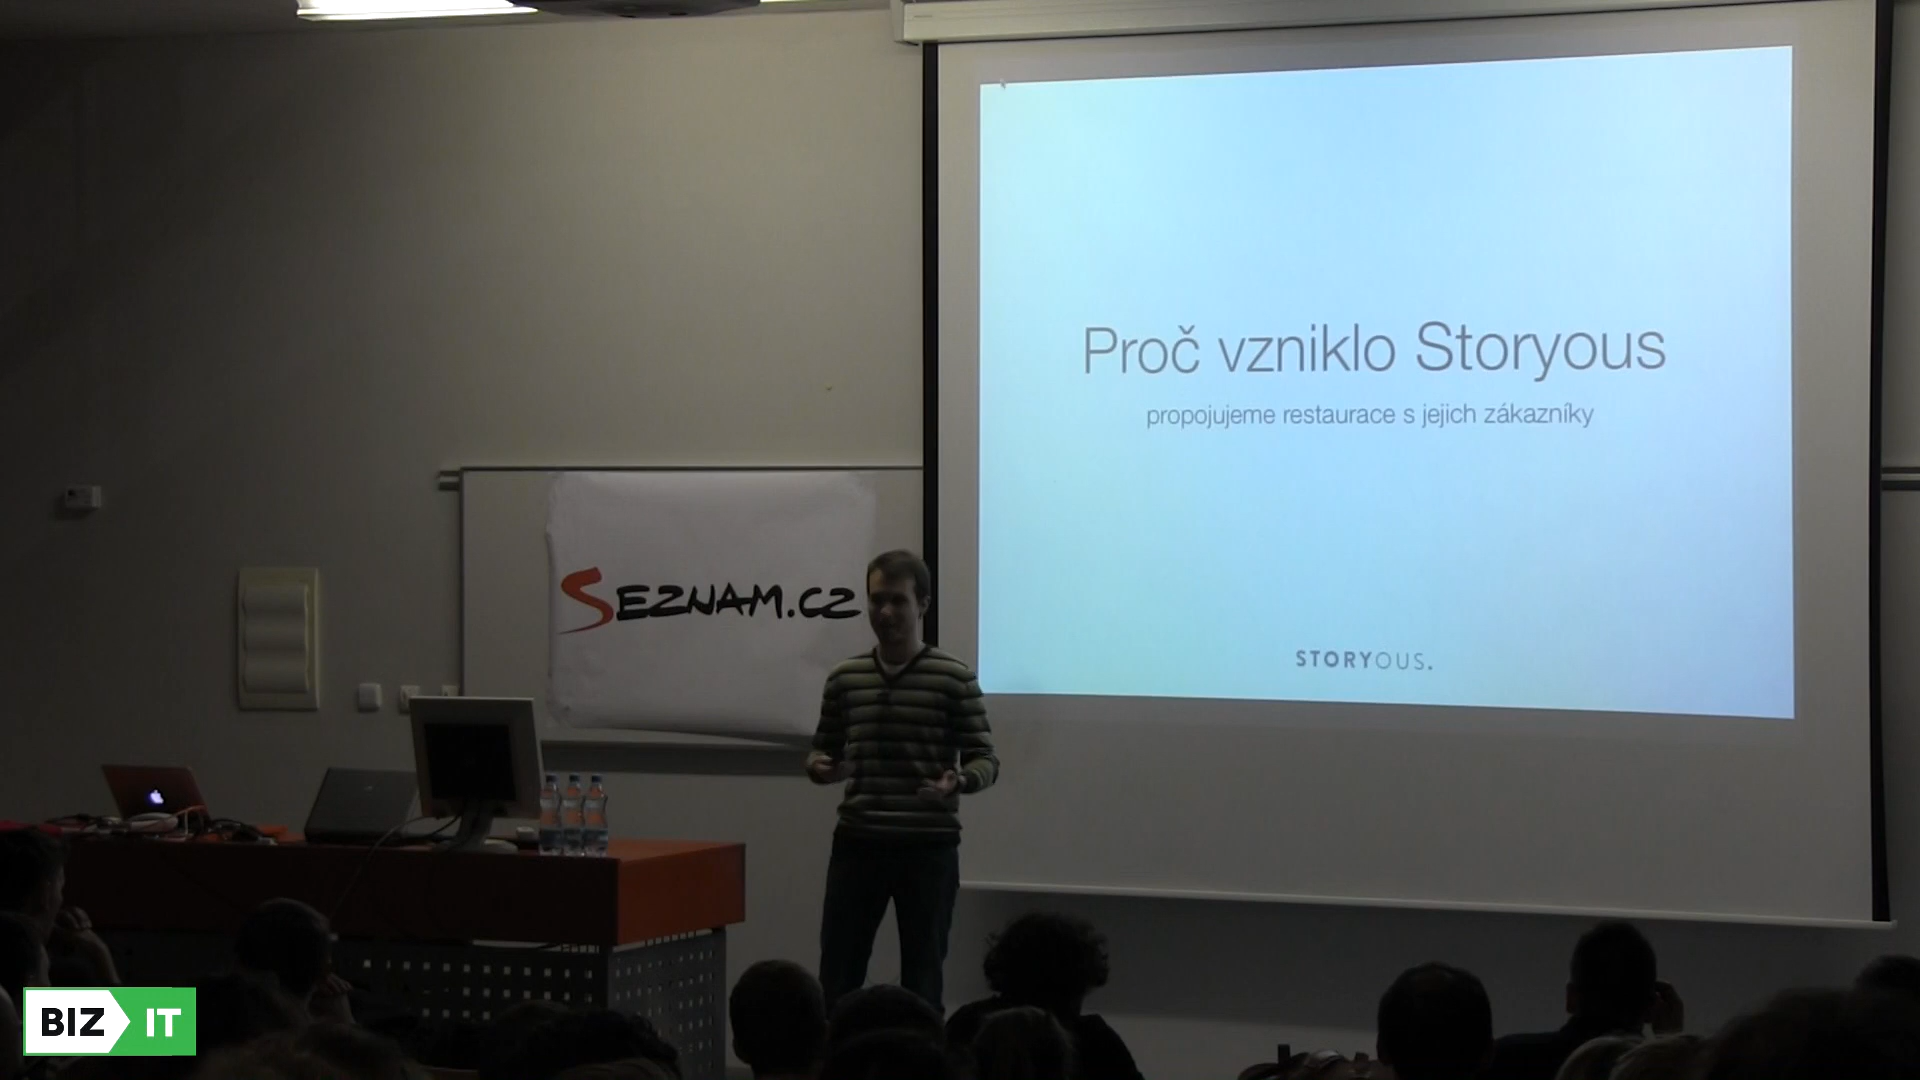 Proč vzniklo Storyous
propojujeme restaurace s jejich zákazníky
STORYOUS.
SEZNAM.CZ
BIZ IT